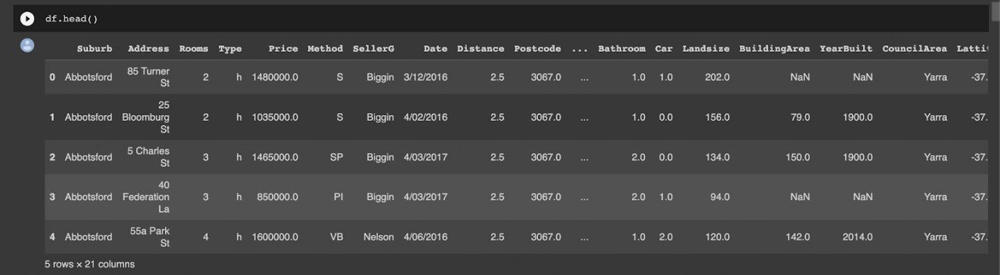 df.head()
Suburb Address Rooms Type Price Method SellerG Date Distance Postcode ... Bathroom Car Landsize BuildingArea YearBuilt CouncilArea Lattit
0 Abbotsford 85 Turner St 2 h 1480000.0 S Biggin 3/12/2016 2.5 3067.0 ... 1.0 1.0 202.0 NaN NaN Yarra -37.
1 Abbotsford 25 Bloomburg St 2 h 1035000.0 S Biggin 4/02/2016 2.5 3067.0 ... 1.0 0.0 156.0 79.0 1900.0 Yarra -37.
2 Abbotsford 5 Charles St 3 h 1465000.0 SP Biggin 4/03/2017 2.5 3067.0 ... 2.0 0.0 134.0 150.0 1900.0 Yarra -37.
3 Abbotsford 40 Federation La 3 h 850000.0 PI Biggin 4/03/2017 2.5 3067.0 ... 2.0 1.0 94.0 NaN NaN Yarra -37.
4 Abbotsford 55a Park St 4 h 1600000.0 VB Nelson 4/06/2016 2.5 3067.0 ... 1.0 2.0 120.0 142.0 2014.0 Yarra -37.
5 rows × 21 columns